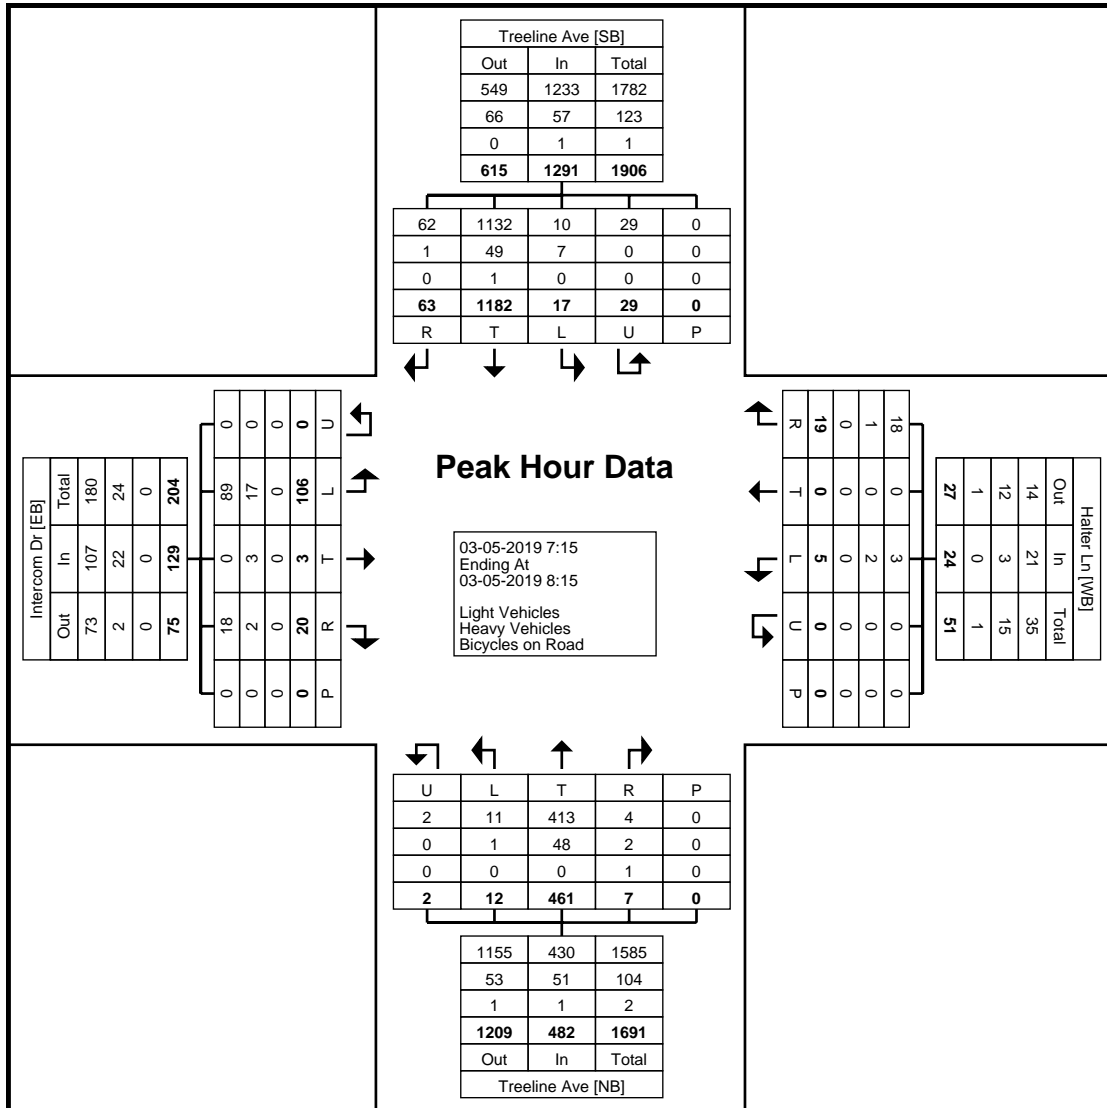 Treeline Ave [SB]
Out In Total
549 1233 1782
66 57 123
0 1 1
615 1291 1906
62 1132 10 29 0
1 49 7 0 0
0 1 0 0 0
63 1182 17 29 0
R T L U P
Intercom Dr [EB]
Total In Out
180 107 73
24 22 2
0 0 0
204 129 75
0 89 0 18 0
0 17 3 2 0
0 0 0 0 0
0 106 3 20 0
U L T R P
Peak Hour Data
03-05-2019 7:15
Ending At
03-05-2019 8:15
Light Vehicles
Heavy Vehicles
Bicycles on Road
Halter Ln [WB]
Out In Total
14 21 35
12 3 15
1 0 1
27 24 51
18 0 3 0 0
1 0 2 0 0
0 0 0 0 0
19 0 5 0 0
R T L U P
U L T R P
2 11 413 4 0
0 1 48 2 0
0 0 0 1 0
2 12 461 7 0
1155 430 1585
53 51 104
1 1 2
1209 482 1691
Out In Total
Treeline Ave [NB]